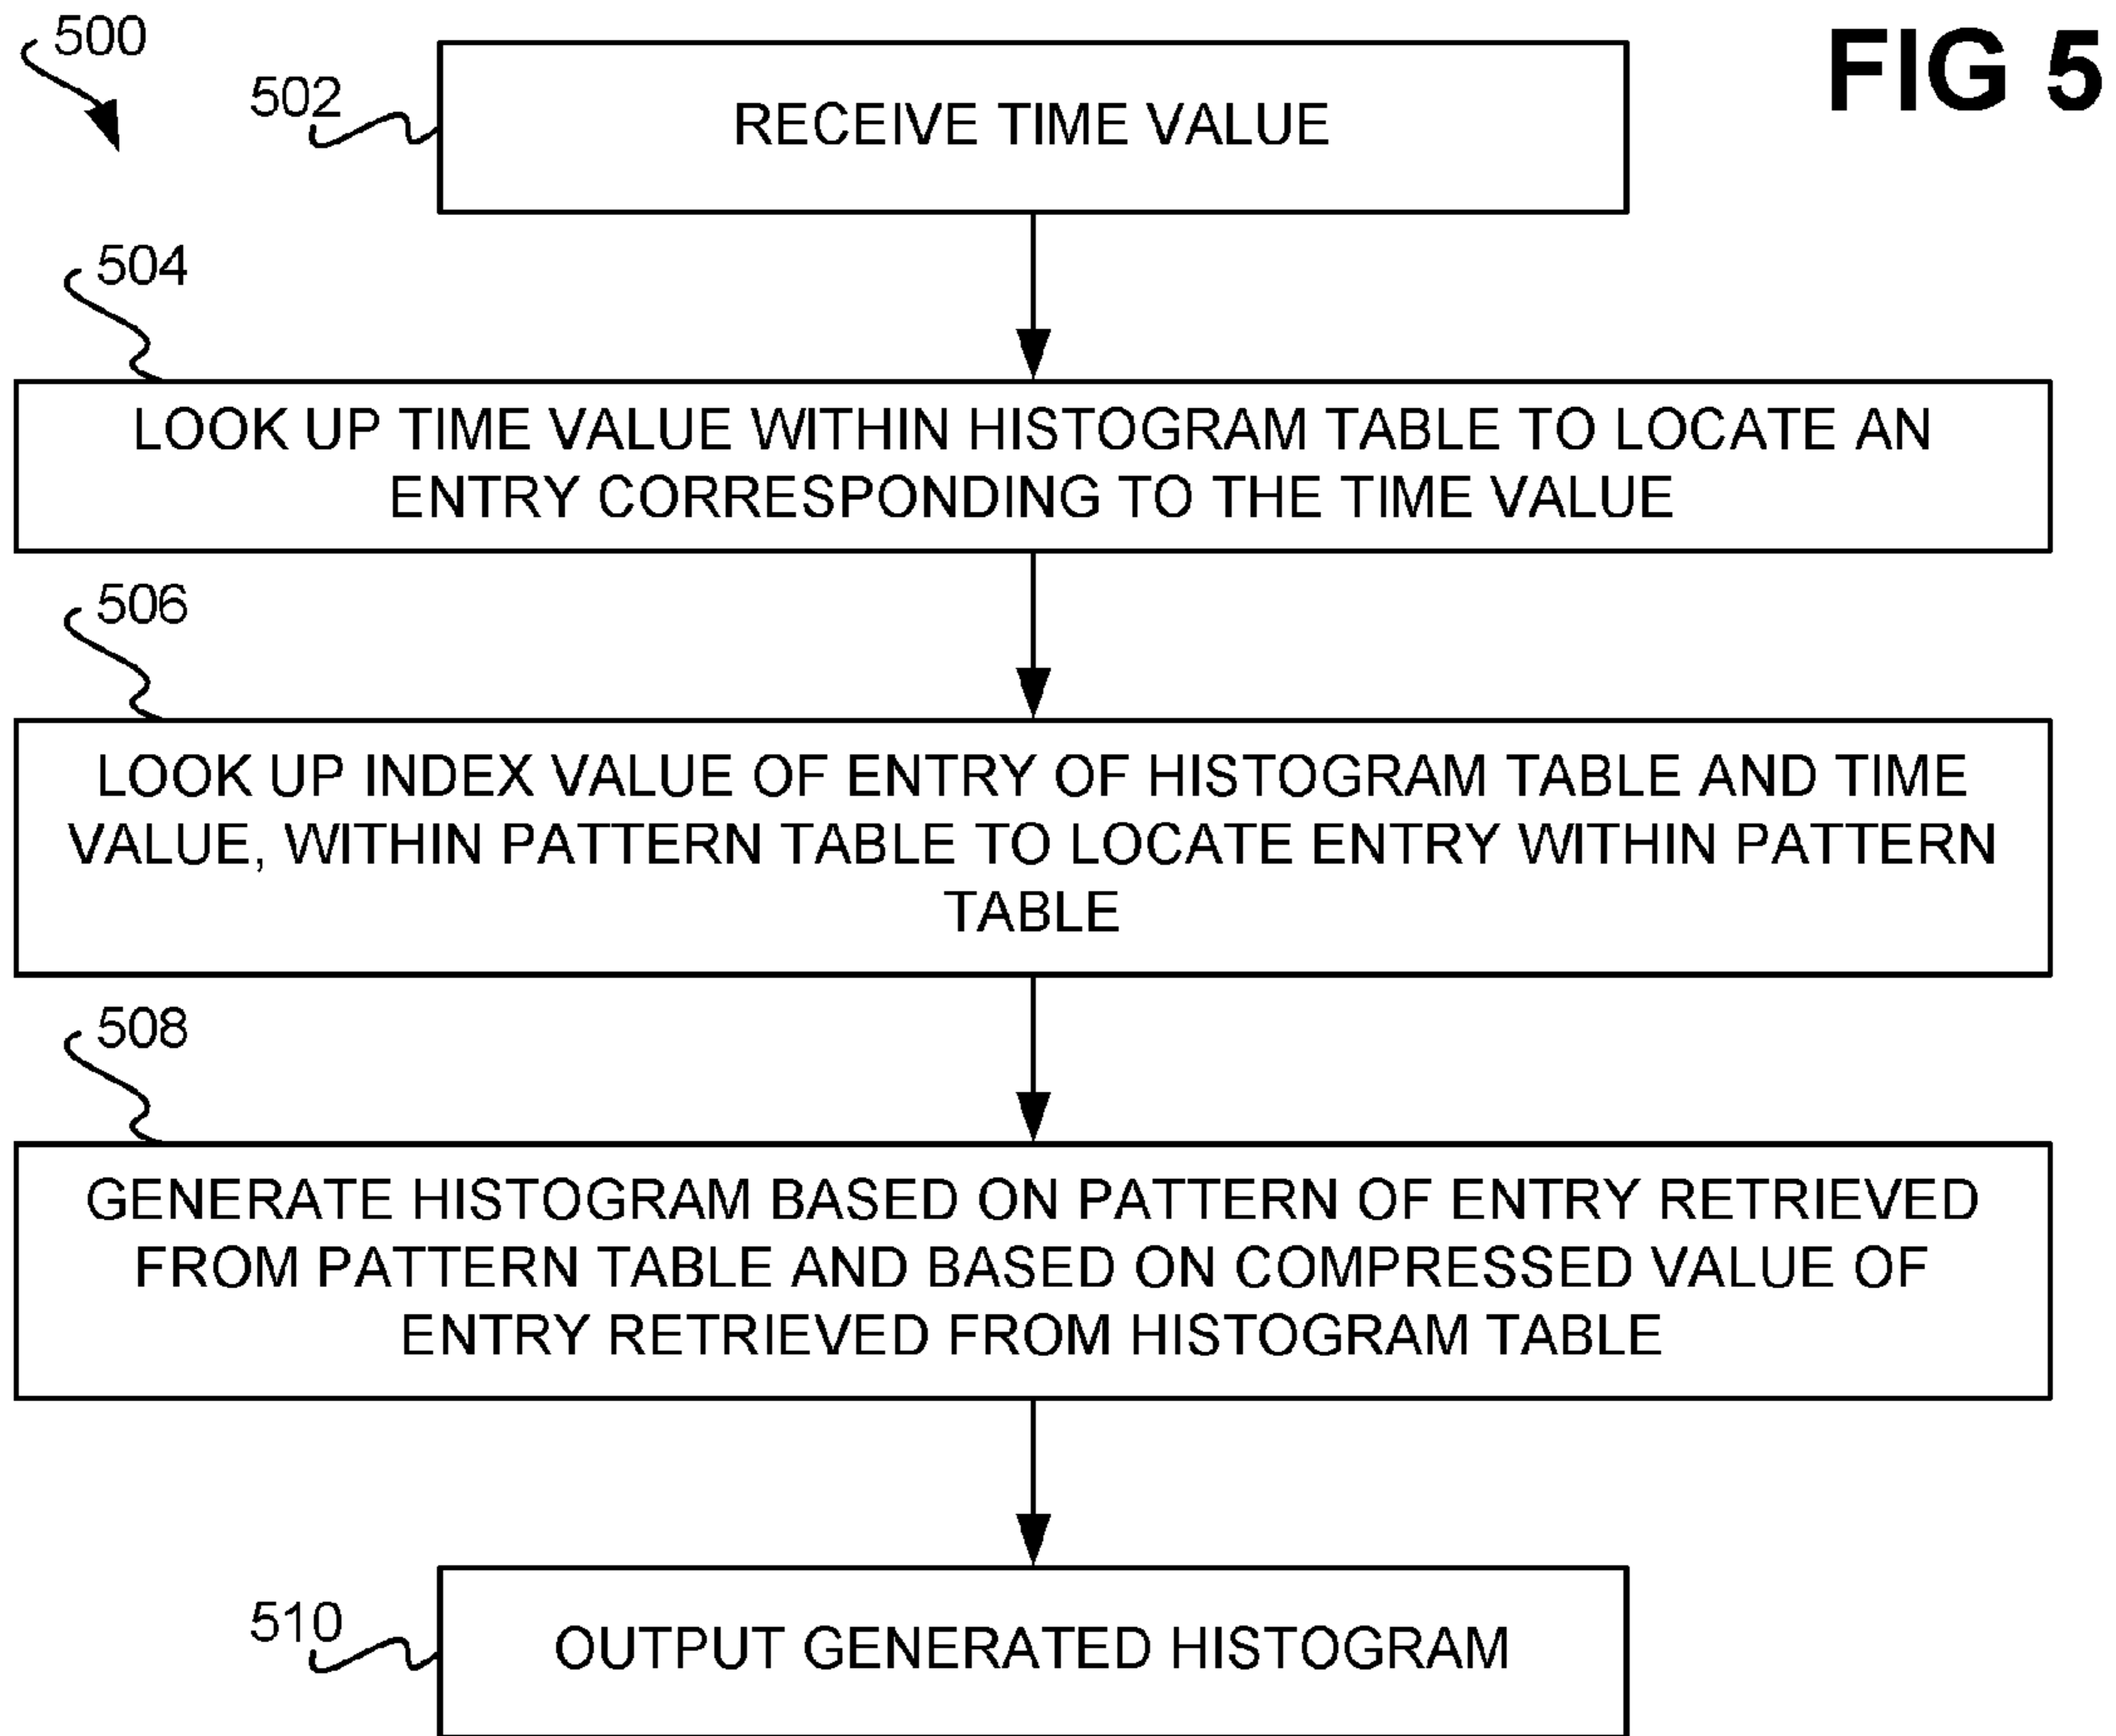 500
FIG 5
502
RECEIVE TIME VALUE
504
LOOK UP TIME VALUE WITHIN HISTOGRAM TABLE TO LOCATE AN
ENTRY CORRESPONDING TO THE TIME VALUE
506
LOOK UP INDEX VALUE OF ENTRY OF HISTOGRAM TABLE AND TIME
VALUE, WITHIN PATTERN TABLE TO LOCATE ENTRY WITHIN PATTERN
TABLE
508
GENERATE HISTOGRAM BASED ON PATTERN OF ENTRY RETRIEVED
FROM PATTERN TABLE AND BASED ON COMPRESSED VALUE OF
ENTRY RETRIEVED FROM HISTOGRAM TABLE
510
OUTPUT GENERATED HISTOGRAM